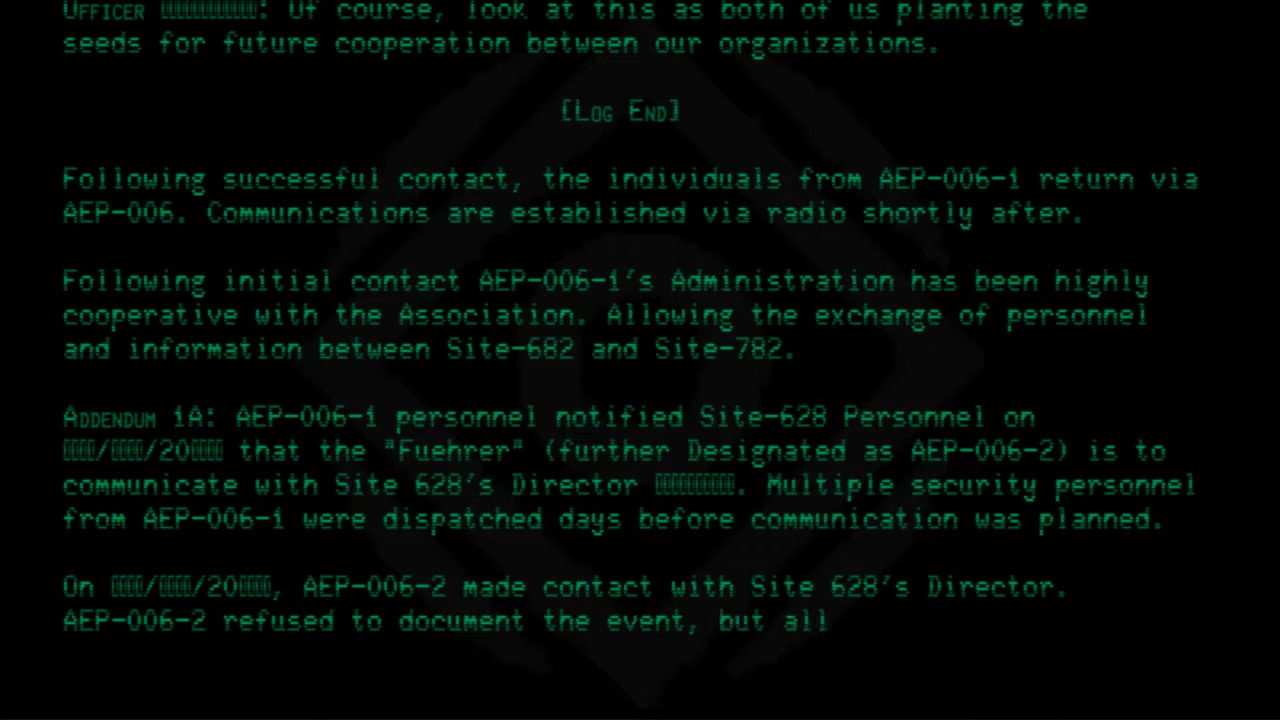 OFFICER ▯▯▯▯▯▯▯▯▯▯▯▯: Of course, look at this as both of us planting the
seeds for future cooperation between our organizations.
[LOG END]
Following successful contact, the individuals from AEP-006-1 return via
AEP-006. Communications are established via radio shortly after.
Following initial contact AEP-006-1's Administration has been highly
cooperative with the Association. Allowing the exchange of personnel
and information between Site-682 and Site-782.
ADDENDUM 1A: AEP-006-1 personnel notified Site-628 Personnel on
▯▯▯▯/▯▯▯▯/20▯▯▯▯ that the "Fuehrer" (further Designated as AEP-006-2) is to
communicate with Site 628's Director ▯▯▯▯▯▯▯▯▯▯. Multiple security personnel
from AEP-006-1 were dispatched days before communication was planned.
On ▯▯▯▯/▯▯▯▯/20▯▯▯▯, AEP-006-2 made contact with Site 628's Director.
AEP-006-2 refused to document the event, but all